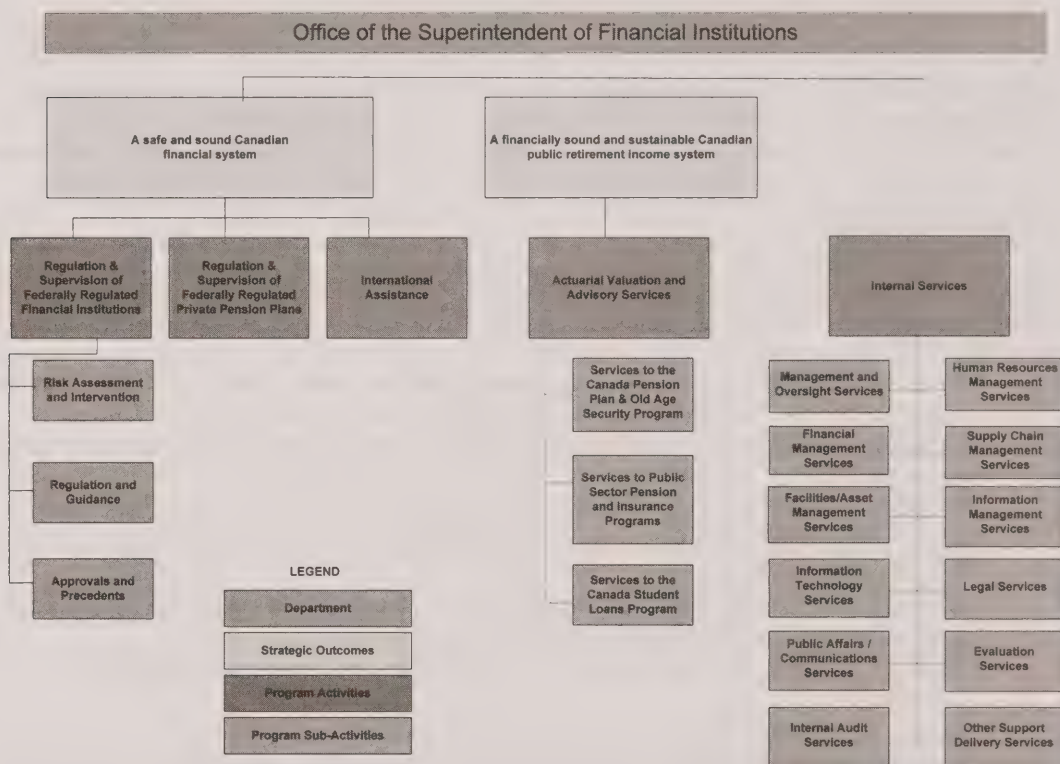 Office of the Superintendent of Financial Institutions
A safe and sound Canadian
financial system
A financially sound and sustainable Canadian
public retirement income system
Regulation &
Supervision of
Federally Regulated
Financial Institutions
Regulation &
Supervision of
Federally Regulated
Private Pension Plans
International
Assistance
Actuarial Valuation and
Advisory Services
Internal Services
Risk Assessment
and Intervention
Regulation and
Guidance
Approvals and
Precedents
Services to the
Canada Pension
Plan & Old Age
Security Program
Services to Public
Sector Pension
and Insurance
Programs
Services to the
Canada Student
Loans Program
Management and
Oversight Services
Human Resources
Management
Services
Financial
Management
Services
Supply Chain
Management
Services
Facilities/Asset
Management
Services
Information
Management
Services
Information
Technology
Services
Legal Services
Public Affairs /
Communications
Services
Evaluation
Services
Internal Audit
Services
Other Support
Delivery Services
LEGEND
Department
Strategic Outcomes
Program Activities
Program Sub-Activities